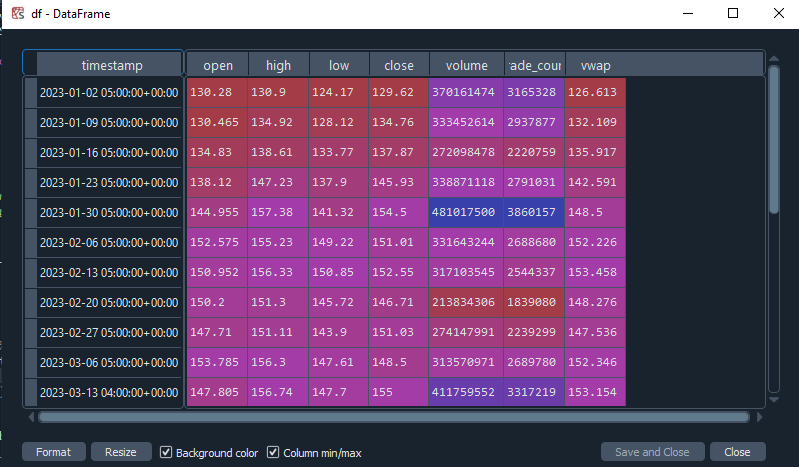 df - DataFrame
timestamp open high low close volume rade_cour vwap
2023-01-02 05:00:00+00:00 130.28 130.9 124.17 129.62 370161474 3165328 126.613
2023-01-09 05:00:00+00:00 130.465 134.92 128.12 134.76 333452614 2937877 132.109
2023-01-16 05:00:00+00:00 134.83 138.61 133.77 137.87 272098478 2220759 135.917
2023-01-23 05:00:00+00:00 138.12 147.23 137.9 145.93 338871118 2791031 142.591
2023-01-30 05:00:00+00:00 144.955 157.38 141.32 154.5 481017500 3860157 148.5
2023-02-06 05:00:00+00:00 152.575 155.23 149.22 151.01 331643244 2688680 152.226
2023-02-13 05:00:00+00:00 150.952 156.33 150.85 152.55 317103545 2544337 153.458
2023-02-20 05:00:00+00:00 150.2 151.3 145.72 146.71 213834306 1839080 148.276
2023-02-27 05:00:00+00:00 147.71 151.11 143.9 151.03 274147991 2239299 147.536
2023-03-06 05:00:00+00:00 153.785 156.3 147.61 148.5 313570971 2689780 152.346
2023-03-13 04:00:00+00:00 147.805 156.74 147.7 155 411759552 3317219 153.154
Format Resize Background color Column min/max Save and Close Close